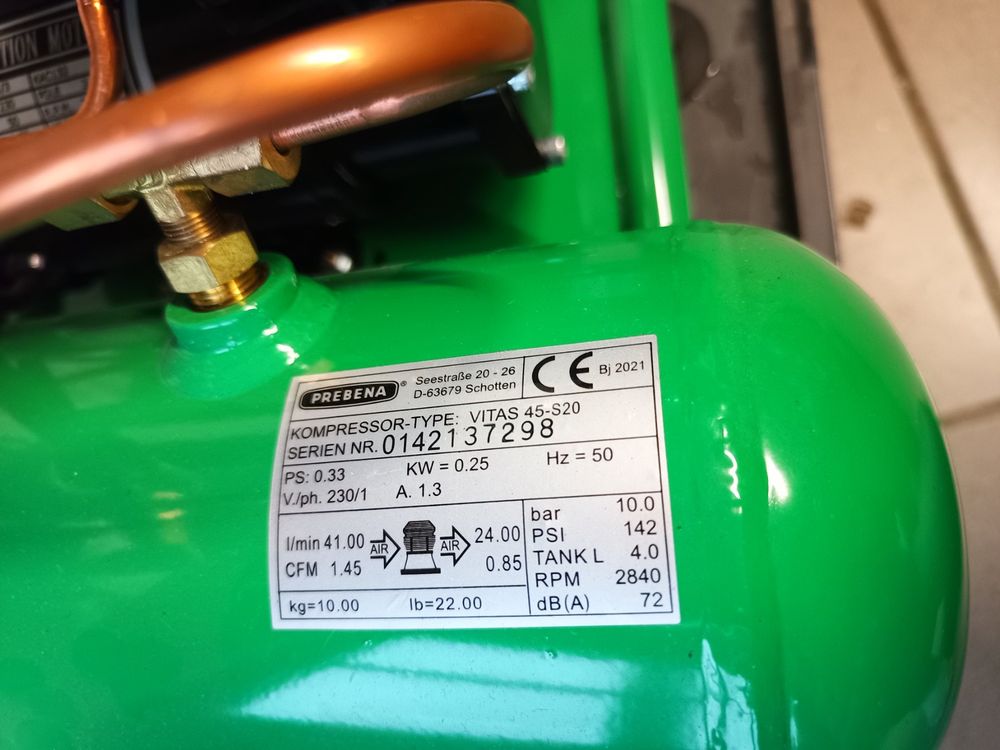 TION MOT
PREBENA®
Seestraße 20 - 26
D-63679 Schotten
CE Bj 2021
KOMPRESSOR-TYPE: VITAS 45-S20
SERIEN NR. 0142137298
PS: 0.33 KW = 0.25 Hz = 50
V./ph. 230/1 A. 1.3
l/min 41.00 AIR AIR 24.00
CFM 1.45 0.85
kg=10.00 lb=22.00
bar 10.0
PSI 142
TANK L 4.0
RPM 2840
dB(A) 72